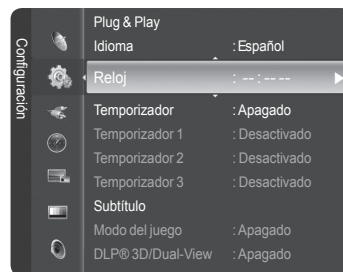 Configuración
Plug & Play
Idioma : Español
Reloj : -- : -- --
Temporizador : Apagado
Temporizador 1 : Desactivado
Temporizador 2 : Desactivado
Temporizador 3 : Desactivado
Subtítulo
Modo del juego : Apagado
DLP® 3D/Dual-View : Apagado